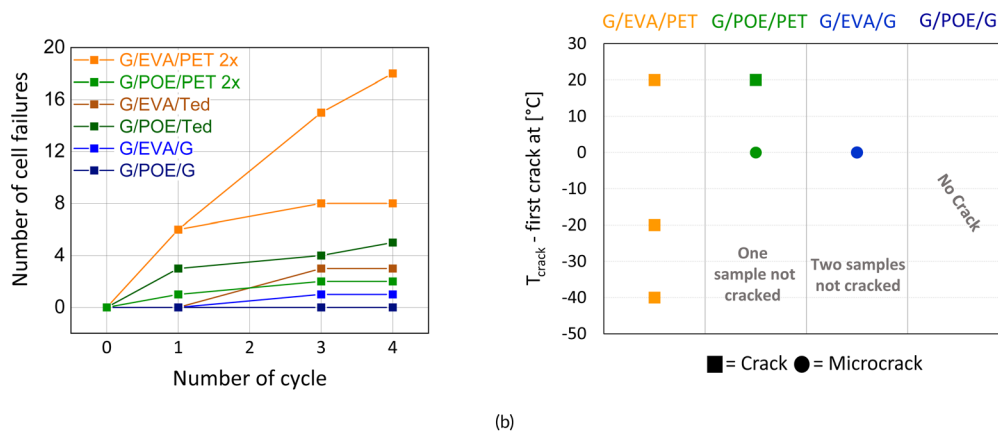 G/EVA/PET G/POE/PET G/EVA/G G/POE/G
Number of cell failures
20
16
12
8
4
0
G/EVA/PET 2x
G/POE/PET 2x
G/EVA/Ted
G/POE/Ted
G/EVA/G
G/POE/G
0 1 2 3 4
Number of cycle
Tcrack - first crack at [°C]
30
20
10
0
-10
-20
-30
-40
-50
One
sample not
cracked
Two samples
not cracked
No Crack
= Crack = Microcrack
(b)